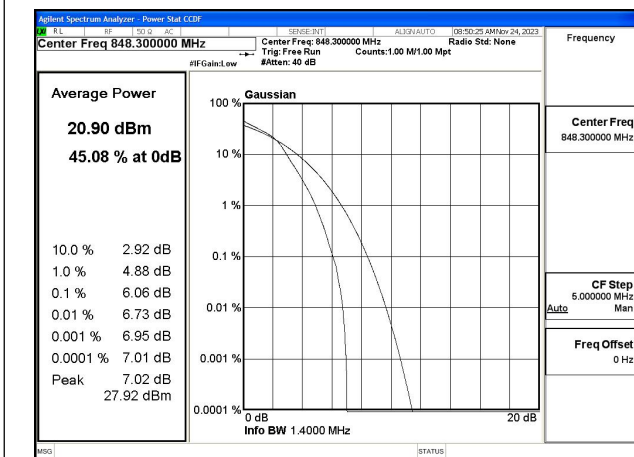 Agilent Spectrum Analyzer - Power Stat CCDF
RL RF 50 Ω AC SENSE:INT ALIGN AUTO 08:50:25 AM Nov 24, 2023
Center Freq 848.300000 MHz
Center Freq: 848.300000 MHz Radio Std: None
Trig: Free Run Counts:1.00 M/1.00 Mpt
#IFGain:Low #Atten: 40 dB
Frequency
Average Power
20.90 dBm
45.08 % at 0dB
10.0 % 2.92 dB
1.0 % 4.88 dB
0.1 % 6.06 dB
0.01 % 6.73 dB
0.001 % 6.95 dB
0.0001 % 7.01 dB
Peak 7.02 dB
27.92 dBm
Gaussian
100 %
10 %
1 %
0.1 %
0.01 %
0.001 %
0.0001 %
0 dB 20 dB
Info BW 1.4000 MHz
Center Freq
848.300000 MHz
CF Step
5.000000 MHz
Auto Man
Freq Offset
0 Hz
MSG STATUS